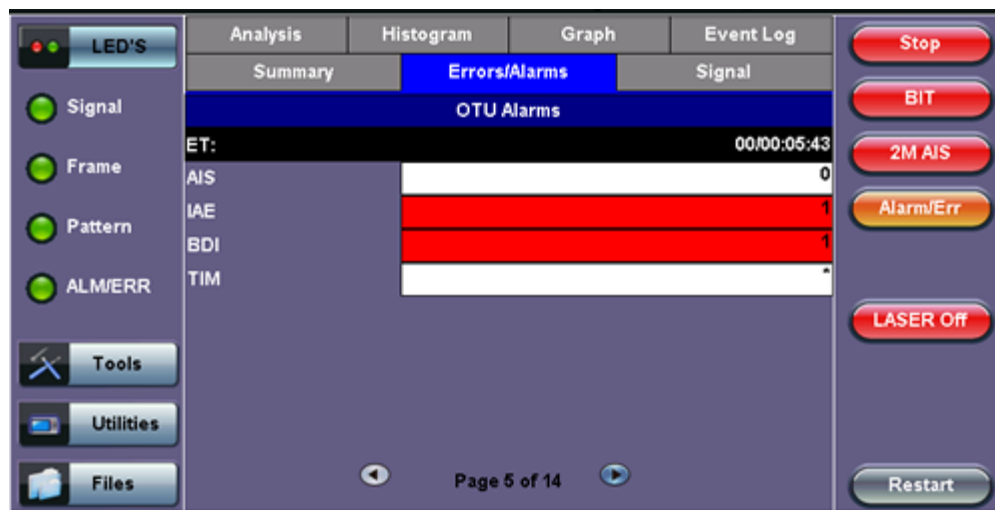 LED'S
Signal
Frame
Pattern
ALM/ERR
Tools
Utilities
Files
Analysis Histogram Graph Event Log
Summary Errors/Alarms Signal
OTU Alarms
ET: 00/00:05:43
AIS 0
IAE 1
BDI 1
TIM *
Page 5 of 14
Stop
BIT
2M AIS
Alarm/Err
LASER Off
Restart